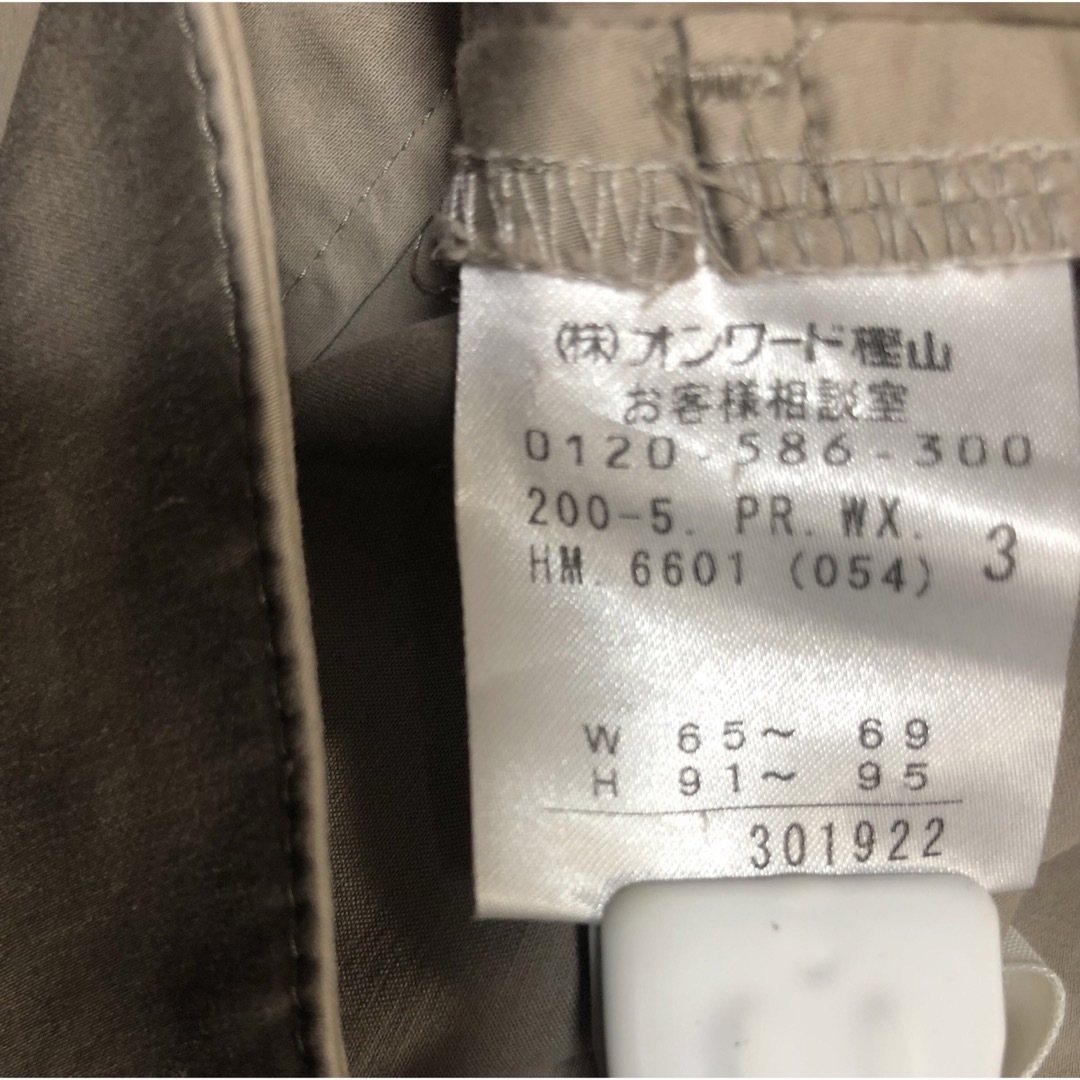 (株)オンワード樫山
お客様相談室
0120-586-300
200-5. PR. WX.
HM. 6601 (054) 3
W 65~ 69
H 91~ 95
301922